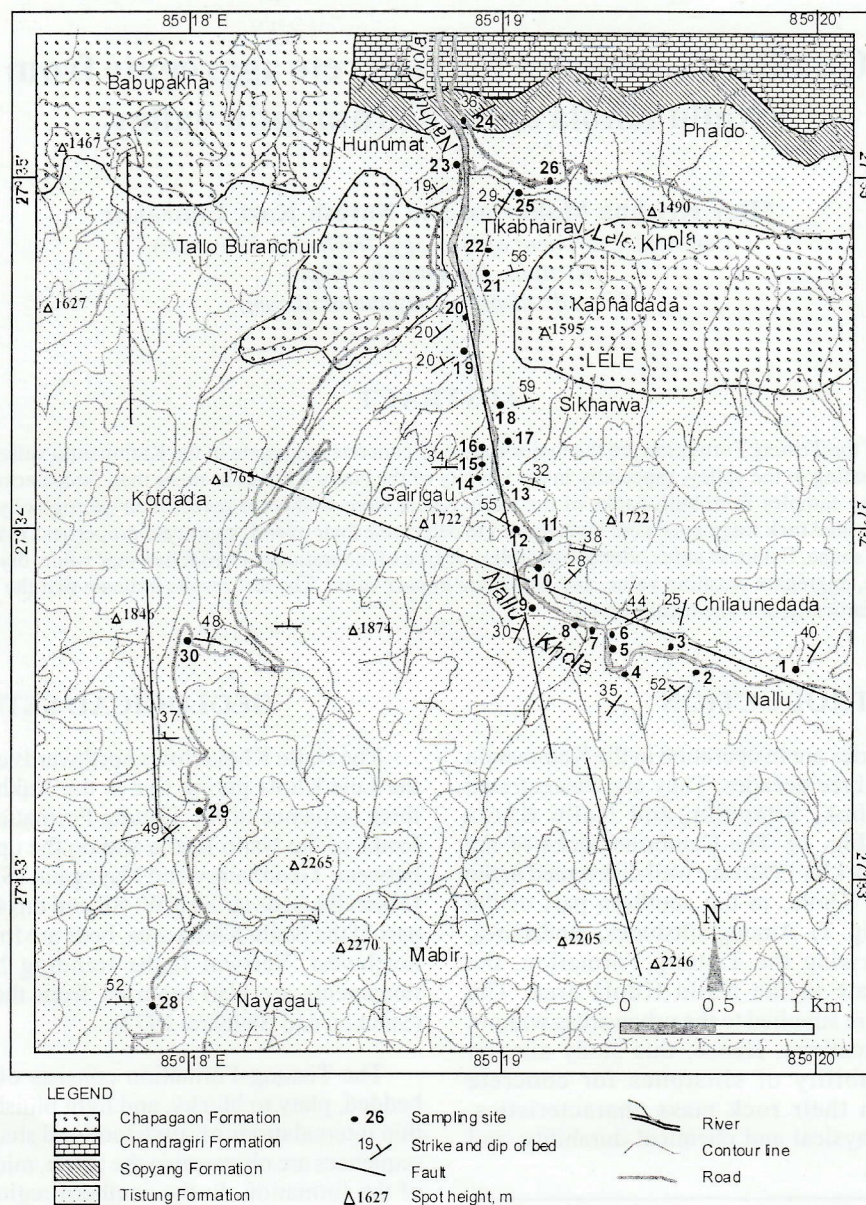 85°18' E 85°19' 85°20'
Babupakha
Nakhu Khola
36
24
Phaido
1467
Hunumat
23
26
27°35'
19
29
25
1490
Tikabhairav
Lele Khola
Tallo Buranchuli
22
56
21
1627
20
Kaphaldada
20
1595
20
19
LELE
59
18
Sikharwa
17
16
34
15
1765
14
32
Kotdada
Gairigau
13
27°34'
1722
55
1722
12
11
38
10
28
Nallu Khola
9
44
25
Chilaunedada
1846
48
1874
30
8
7
6
5
3
40
30
1
4
2
35
52
Nallu
37
29
49
2265
27°33'
N
2270
Mabir
2205
2246
52
28
Nayagau
0 0.5 1 Km
85°18' E 85°19' 85°20'
LEGEND
Chapagaon Formation
Chandragiri Formation
Sopyang Formation
Tistung Formation
26 Sampling site
19 Strike and dip of bed
Fault
1627 Spot height, m
River
Contour line
Road